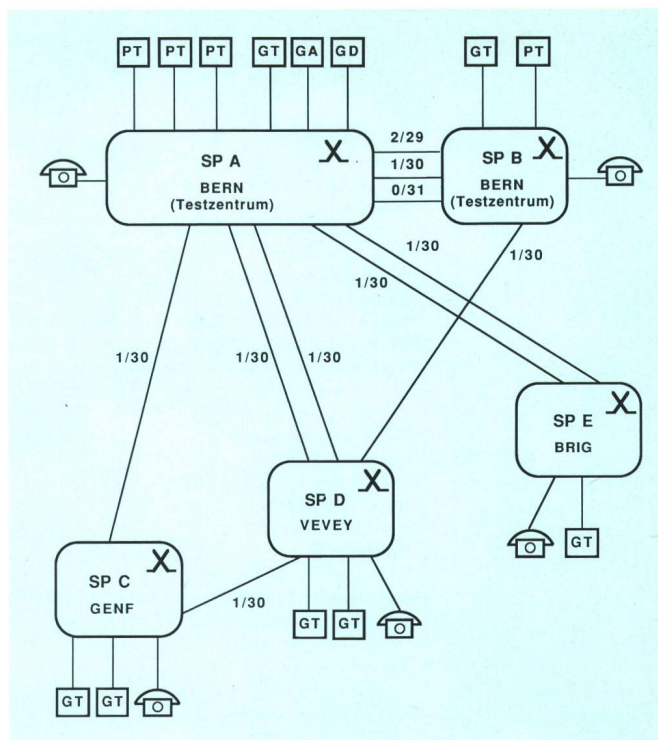 PT PT PT GT GA GD
GT PT
SP A
BERN
(Testzentrum)
2/29
1/30
0/31
SP B
BERN
(Testzentrum)
1/30
1/30
1/30
1/30
1/30
1/30
SP E
BRIG
GT
SP D
VEVEY
GT GT
SP C
GENF
1/30
GT GT